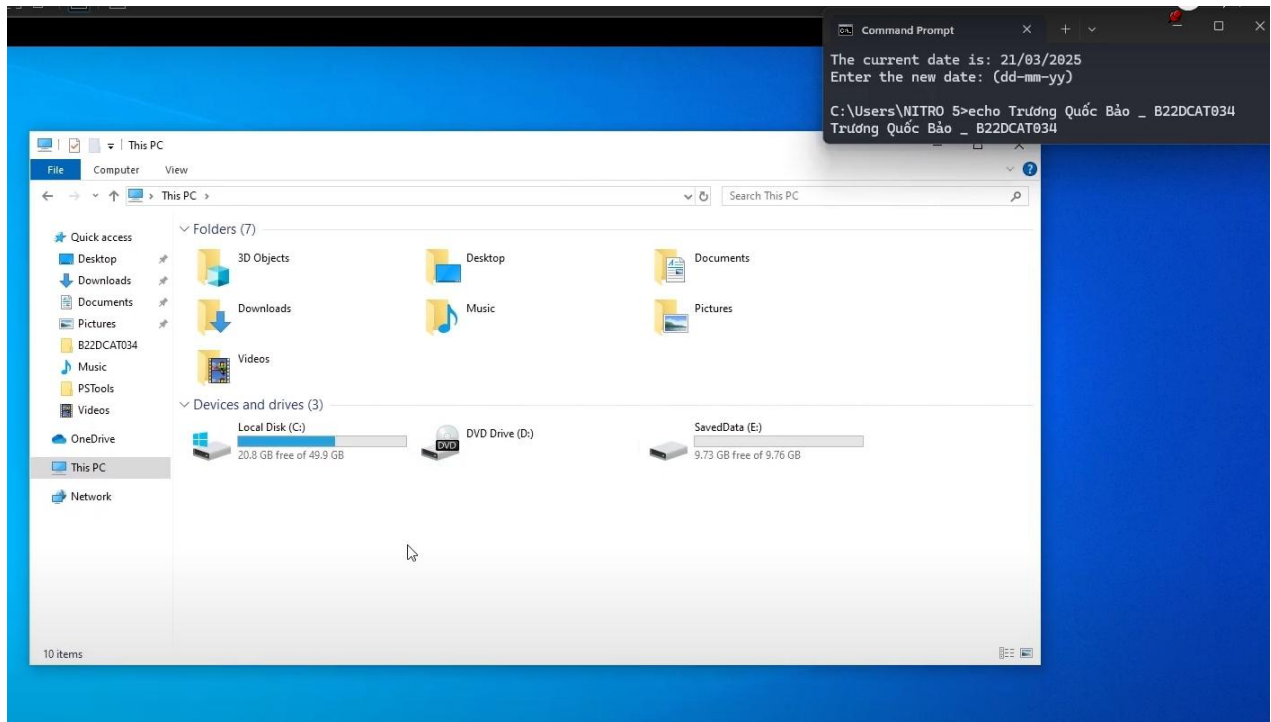 Command Prompt
The current date is: 21/03/2025
Enter the new date: (dd-mm-yy)
C:\Users\NITRO 5>echo Trương Quốc Bảo _ B22DCAT034
Trương Quốc Bảo _ B22DCAT034
This PC
File Computer View
This PC
Search This PC
Quick access
Desktop
Downloads
Documents
Pictures
B22DCAT034
Music
PSTools
Videos
OneDrive
This PC
Network
Folders (7)
3D Objects Desktop Documents
Downloads Music Pictures
Videos
Devices and drives (3)
Local Disk (C:)
20.8 GB free of 49.9 GB
DVD Drive (D:)
DVD
SavedData (E:)
9.73 GB free of 9.76 GB
10 items